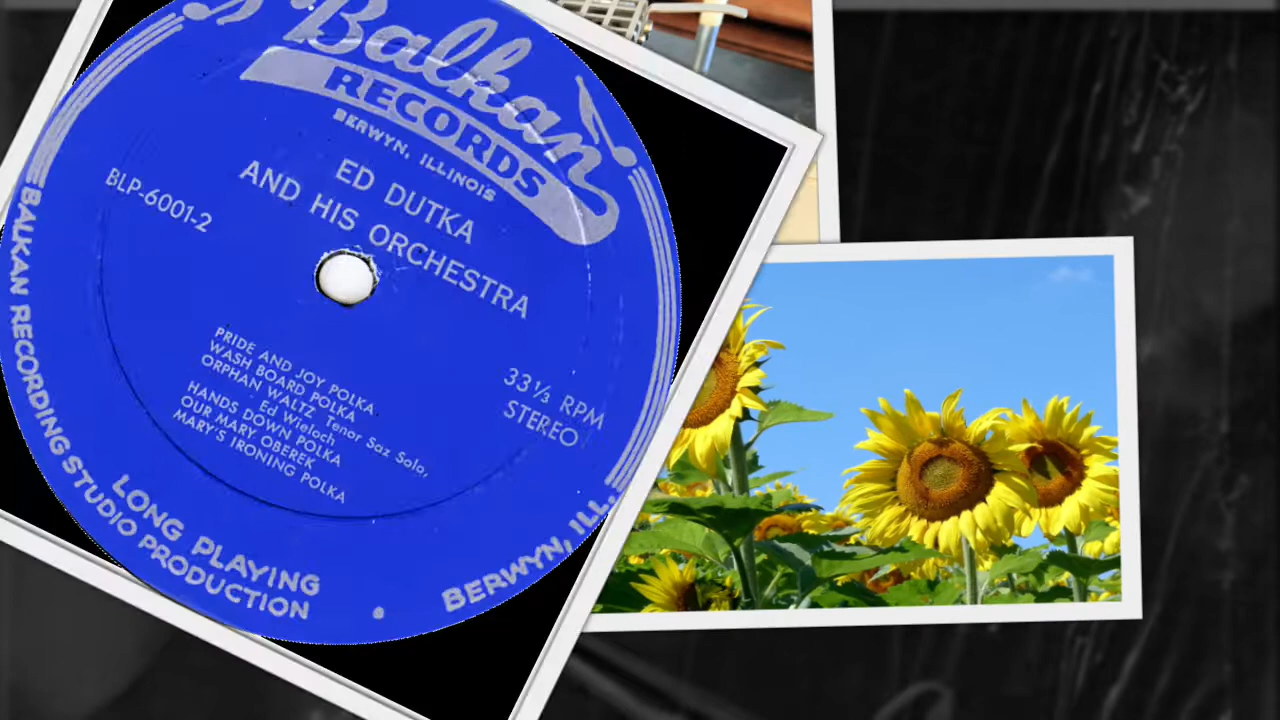 Balkan
RECORDS
BERWYN, ILLINOIS
ED DUTKA
AND HIS ORCHESTRA
BLP-6001-2
33⅓ RPM
STEREO
PRIDE AND JOY POLKA
WASH BOARD POLKA
ORPHAN WALTZ Tenor Saz Solo,
Ed Wieloch
HANDS DOWN POLKA
OUR MARY OBEREK
MARY'S IRONING POLKA
LONG PLAYING
BALKAN RECORDING STUDIO PRODUCTION • BERWYN, ILL.